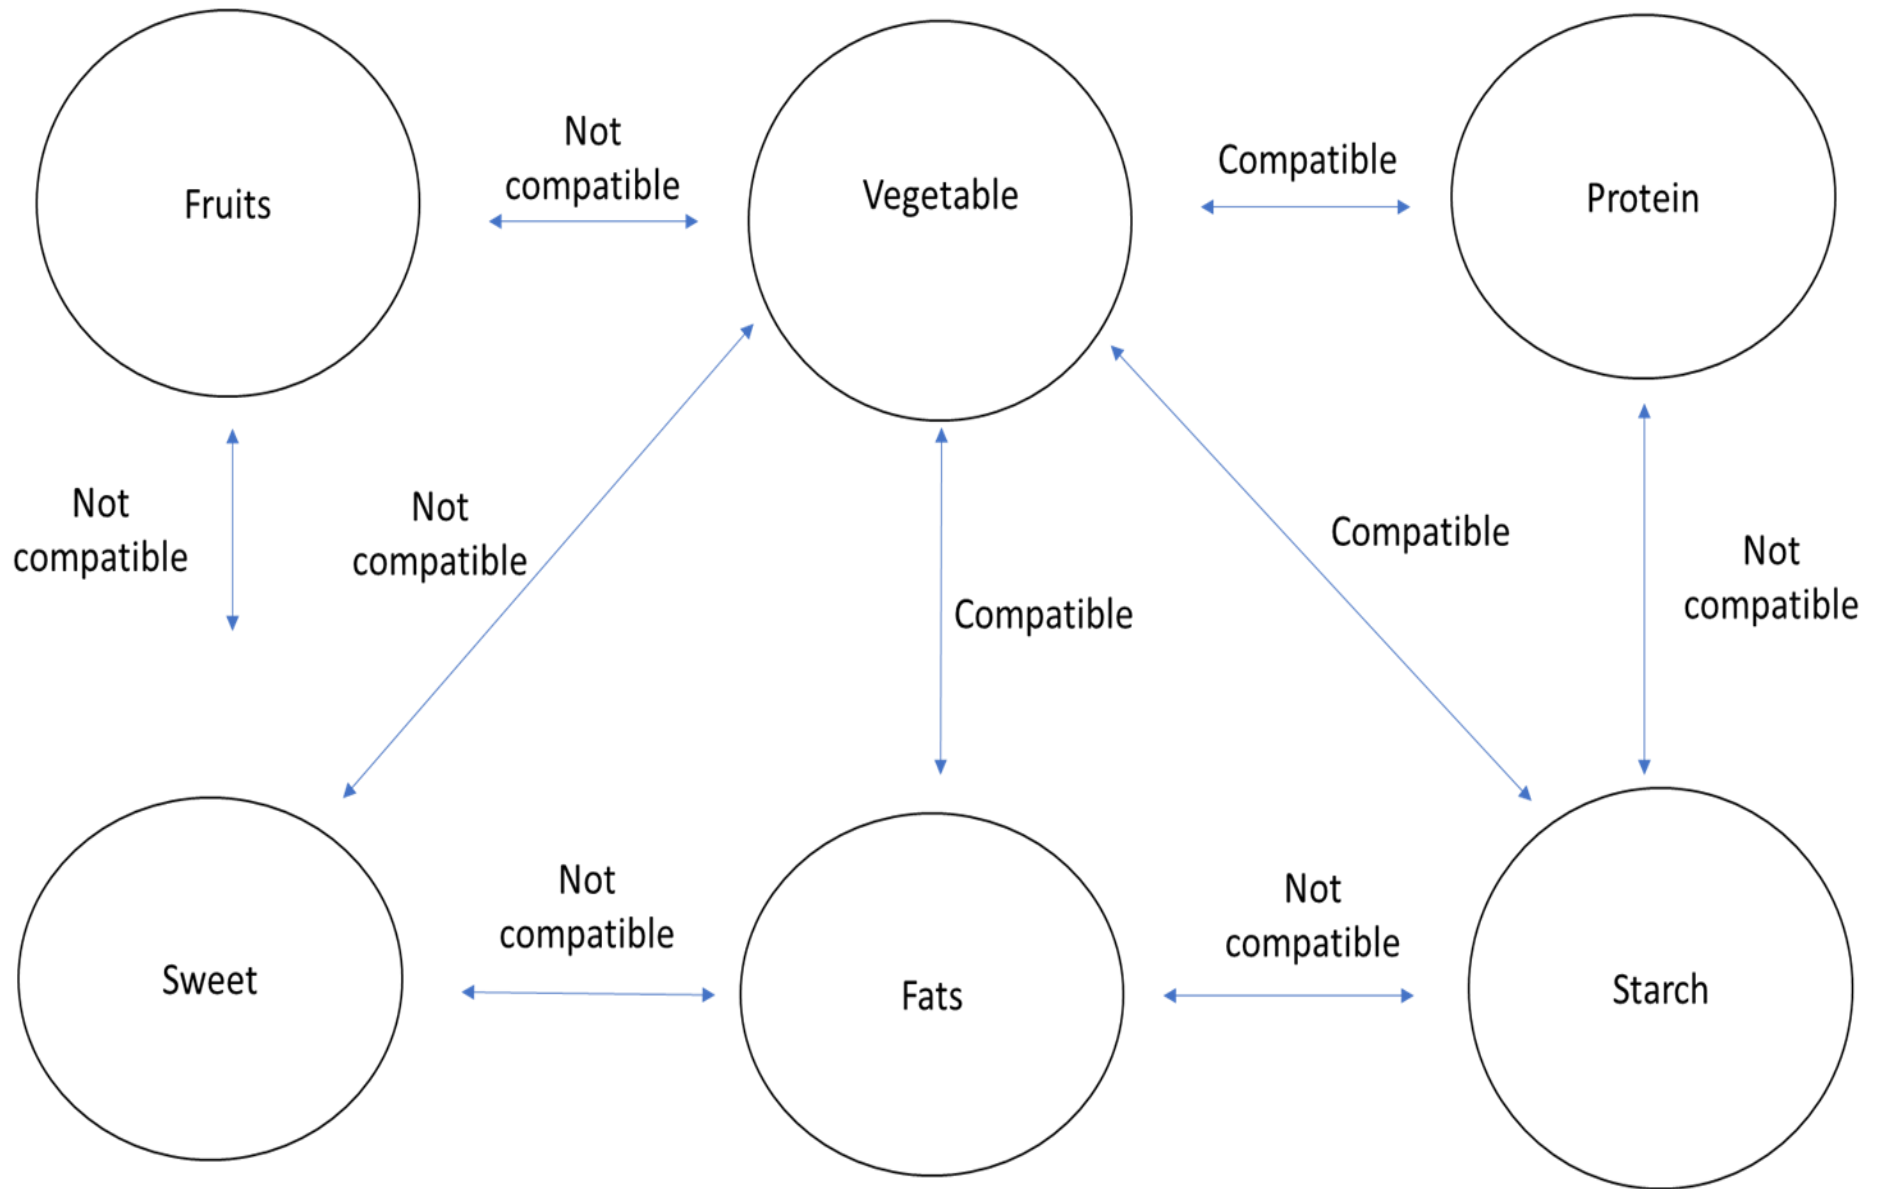 Fruits
Not
compatible
Vegetable
Compatible
Protein
Not
compatible
Not
compatible
Compatible
Compatible
Not
compatible
Sweet
Not
compatible
Fats
Not
compatible
Starch